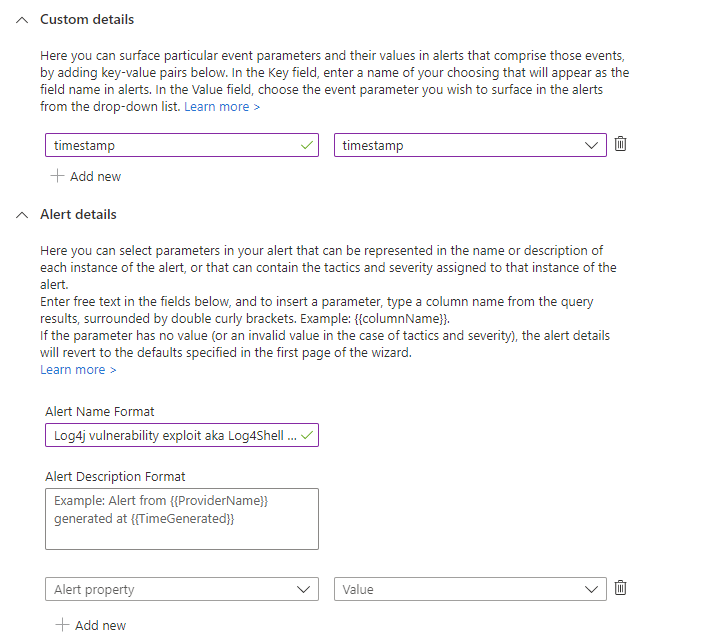 Custom details
Here you can surface particular event parameters and their values in alerts that comprise those events,
by adding key-value pairs below. In the Key field, enter a name of your choosing that will appear as the
field name in alerts. In the Value field, choose the event parameter you wish to surface in the alerts
from the drop-down list. Learn more >
timestamp timestamp
Add new
Alert details
Here you can select parameters in your alert that can be represented in the name or description of
each instance of the alert, or that can contain the tactics and severity assigned to that instance of the
alert.
Enter free text in the fields below, and to insert a parameter, type a column name from the query
results, surrounded by double curly brackets. Example: {{columnName}}.
If the parameter has no value (or an invalid value in the case of tactics and severity), the alert details
will revert to the defaults specified in the first page of the wizard.
Learn more >
Alert Name Format
Log4j vulnerability exploit aka Log4Shell ...
Alert Description Format
Example: Alert from {{ProviderName}}
generated at {{TimeGenerated}}
Alert property Value
Add new